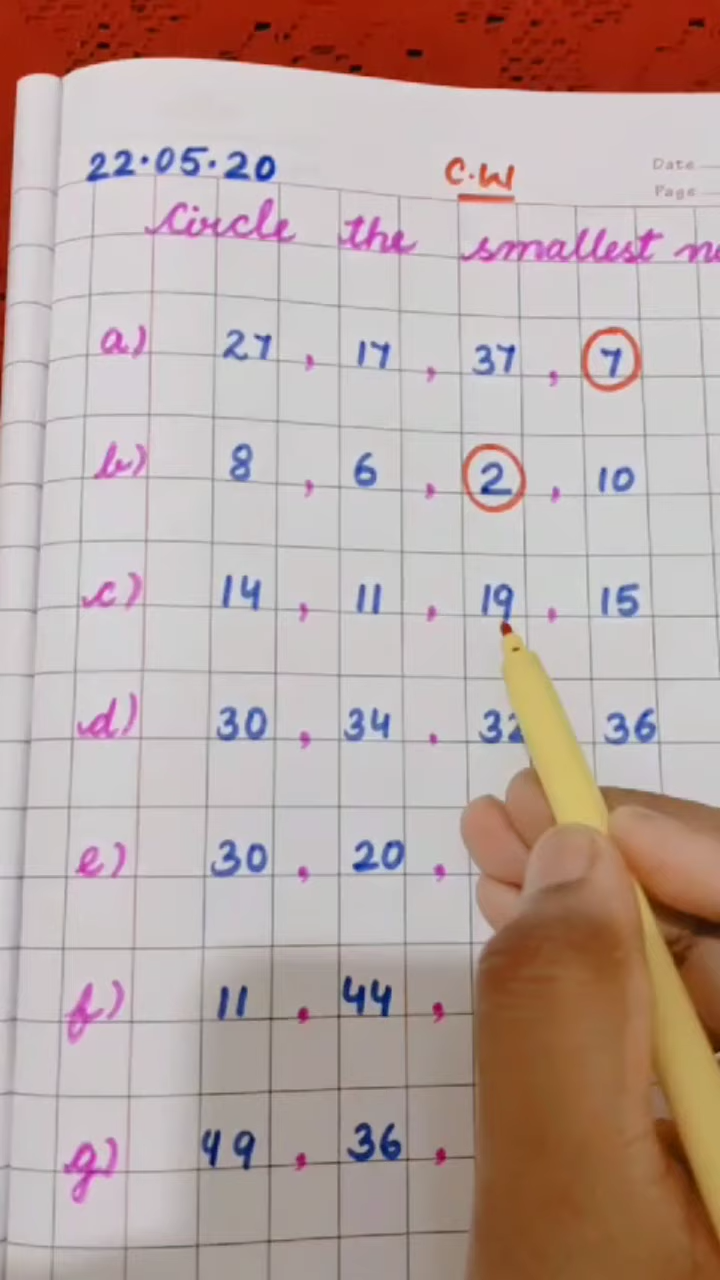 22.05.20 C.W Date
Page
Circle the smallest
a) 27 , 17 , 37 , 7
b) 8 , 6 , 2 , 10
c) 14 , 11 , 19 , 15
d) 30 , 34 , 32 36
e) 30 , 20 ,
f) 11 , 44 ,
g) 49 , 36 ,